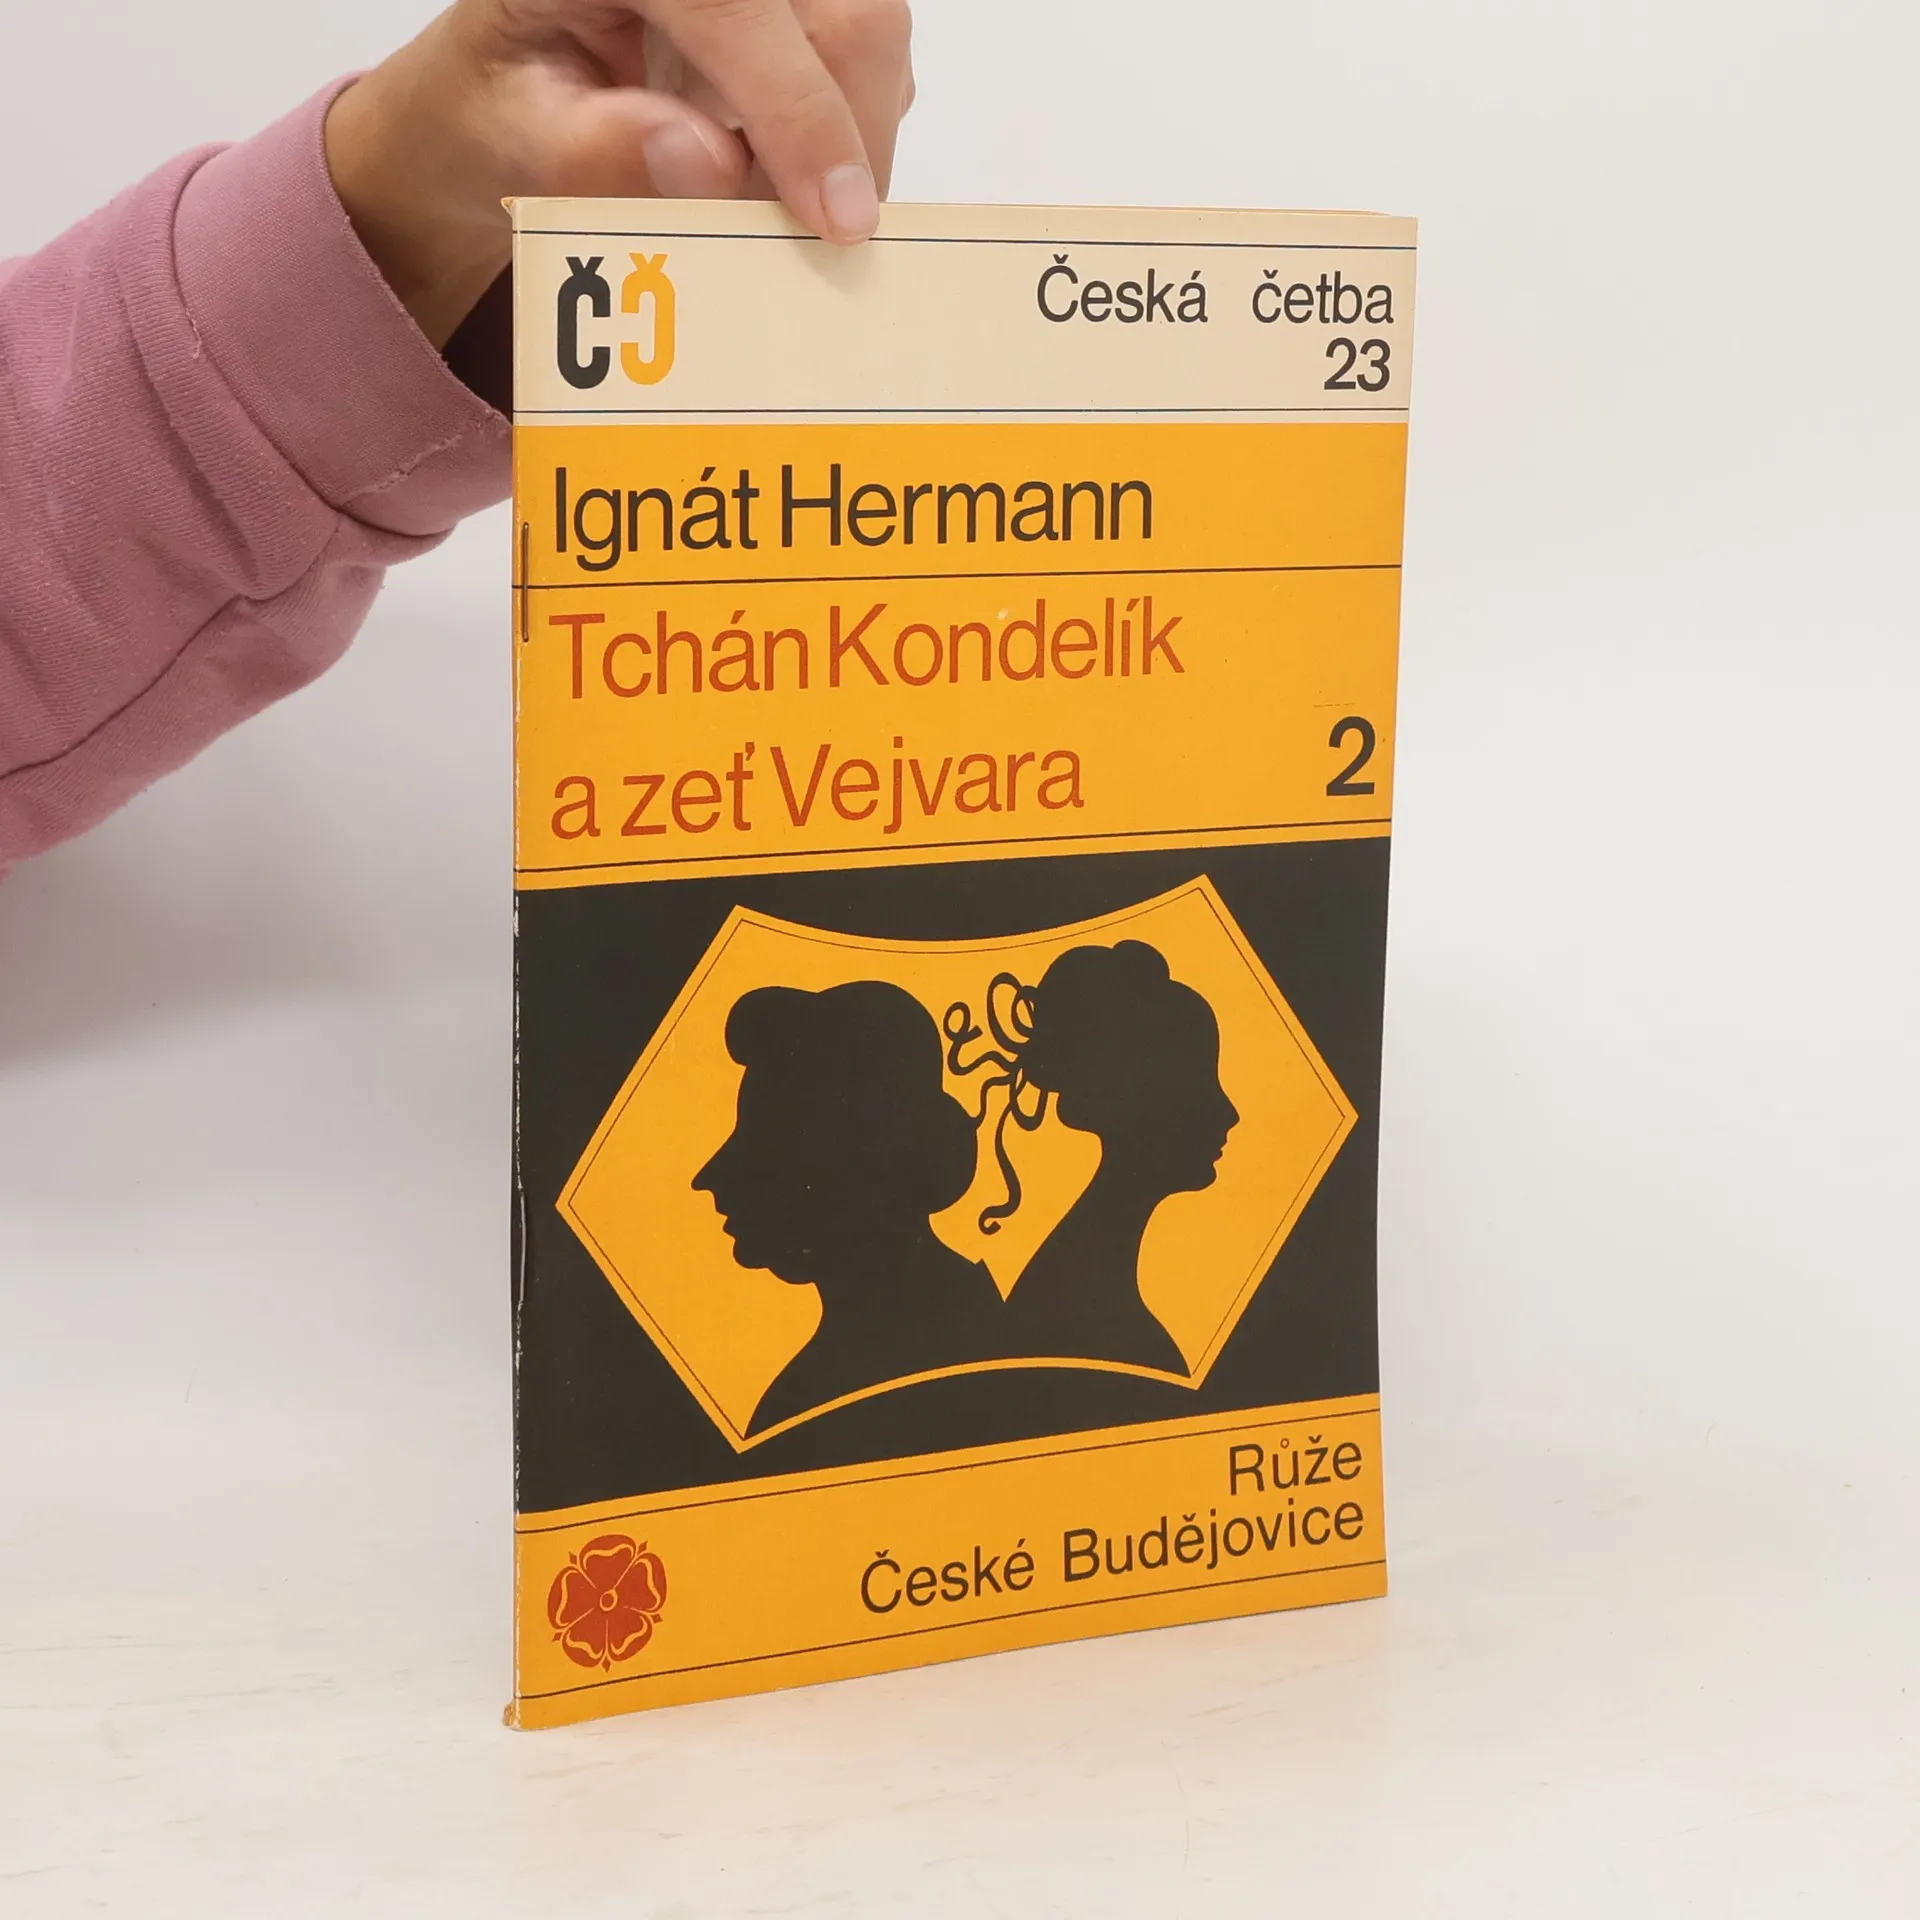 ČČ
Česká četba
23
Ignát Hermann
Tchán Kondelík
a zeť Vejvara
2
Růže
České Budějovice